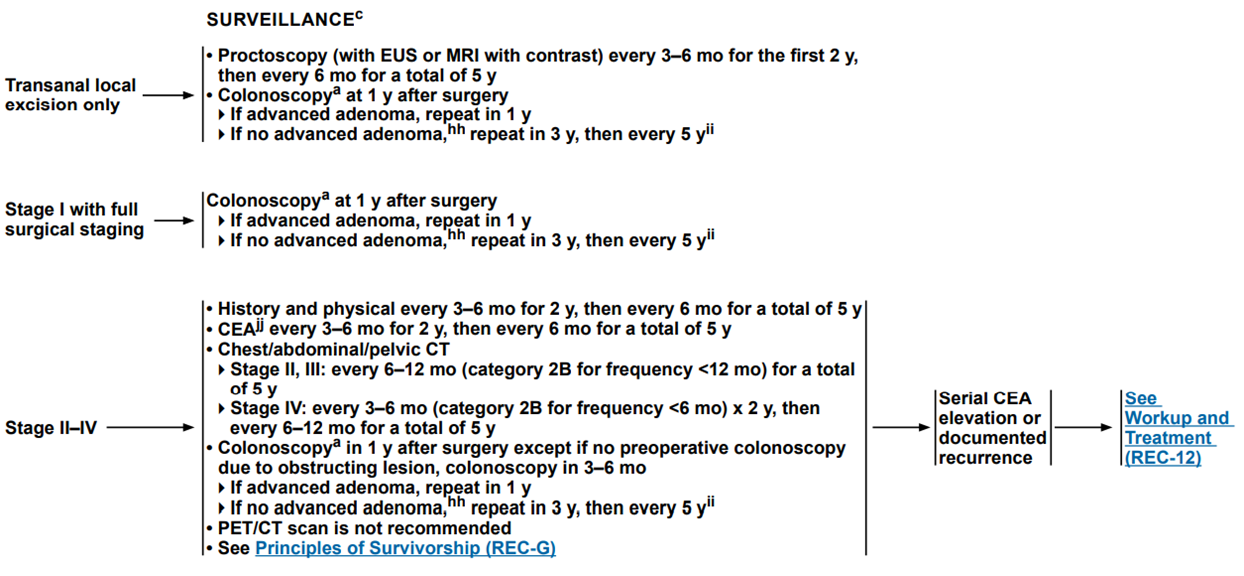 SURVEILLANCEc
Transanal local
excision only
• Proctoscopy (with EUS or MRI with contrast) every 3–6 mo for the first 2 y,
then every 6 mo for a total of 5 y
• Colonoscopya at 1 y after surgery
If advanced adenoma, repeat in 1 y
If no advanced adenoma,hh repeat in 3 y, then every 5 yii
Stage I with full
surgical staging
Colonoscopya at 1 y after surgery
If advanced adenoma, repeat in 1 y
If no advanced adenoma,hh repeat in 3 y, then every 5 yii
Stage II–IV
• History and physical every 3–6 mo for 2 y, then every 6 mo for a total of 5 y
• CEAjj every 3–6 mo for 2 y, then every 6 mo for a total of 5 y
• Chest/abdominal/pelvic CT
Stage II, III: every 6–12 mo (category 2B for frequency <12 mo) for a total
of 5 y
Stage IV: every 3–6 mo (category 2B for frequency <6 mo) x 2 y, then
every 6–12 mo for a total of 5 y
• Colonoscopya in 1 y after surgery except if no preoperative colonoscopy
due to obstructing lesion, colonoscopy in 3–6 mo
If advanced adenoma, repeat in 1 y
If no advanced adenoma,hh repeat in 3 y, then every 5 yii
• PET/CT scan is not recommended
• See Principles of Survivorship (REC-G)
Serial CEA
elevation or
documented
recurrence
See
Workup and
Treatment
(REC-12)